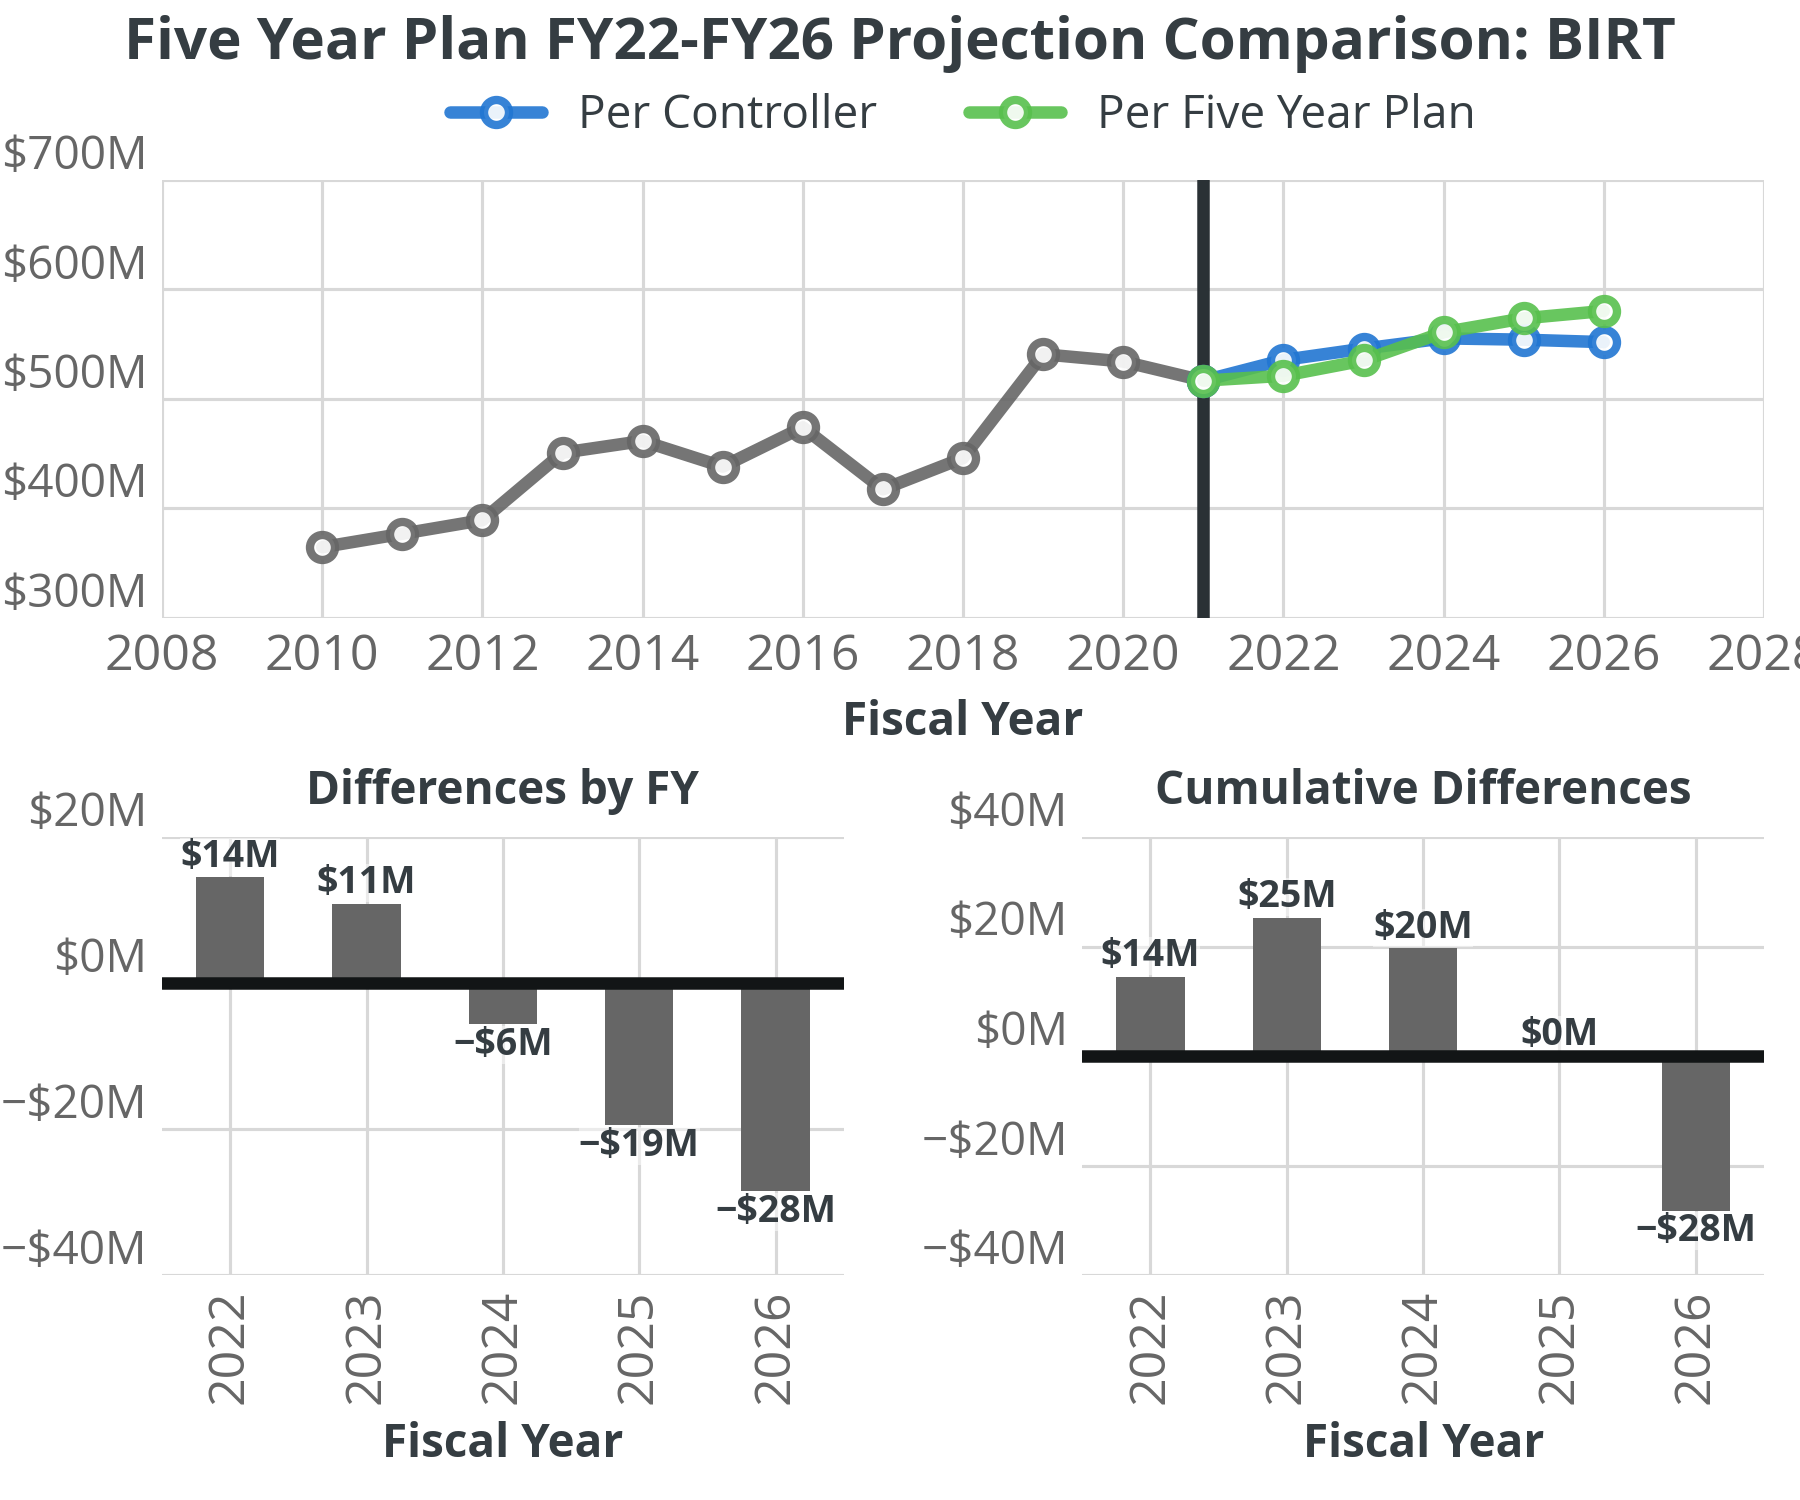 Five Year Plan FY22-FY26 Projection Comparison: BIRT
Per Controller Per Five Year Plan
$700M
$600M
$500M
$400M
$300M
2008 2010 2012 2014 2016 2018 2020 2022 2024 2026 2028
Fiscal Year
Differences by FY
$20M
$0M
−$20M
−$40M
$14M
$11M
−$6M
−$19M
−$28M
2022 2023 2024 2025 2026
Fiscal Year
Cumulative Differences
$40M
$20M
$0M
−$20M
−$40M
$14M
$25M
$20M
$0M
−$28M
2022 2023 2024 2025 2026
Fiscal Year